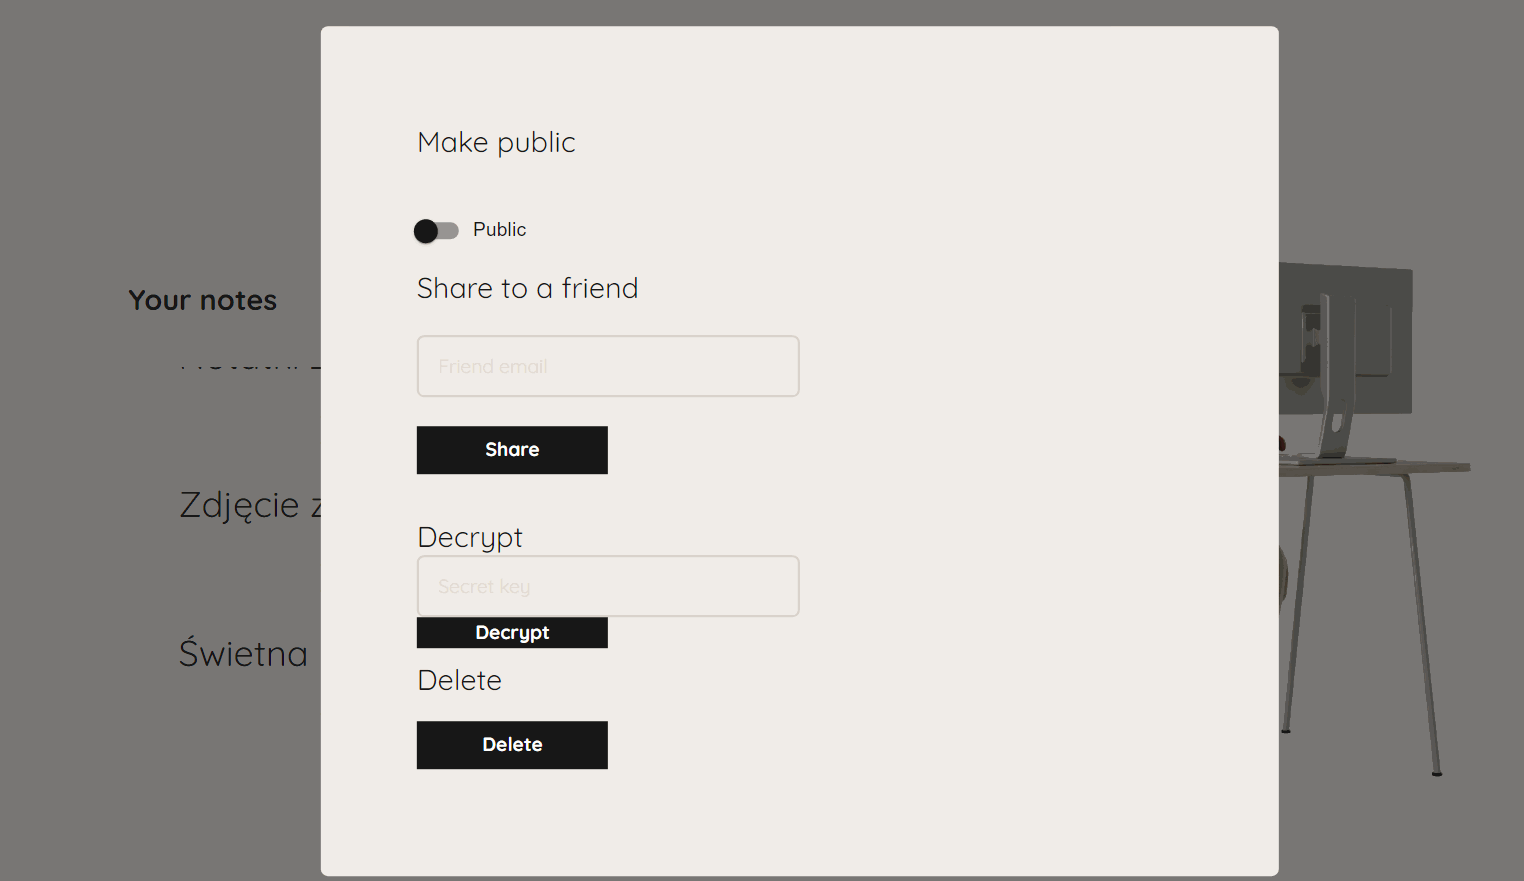 Make public
Public
Share to a friend
Friend email
Share
Decrypt
Secret key
Decrypt
Delete
Delete
Your notes
Zdjęcie
Świetna